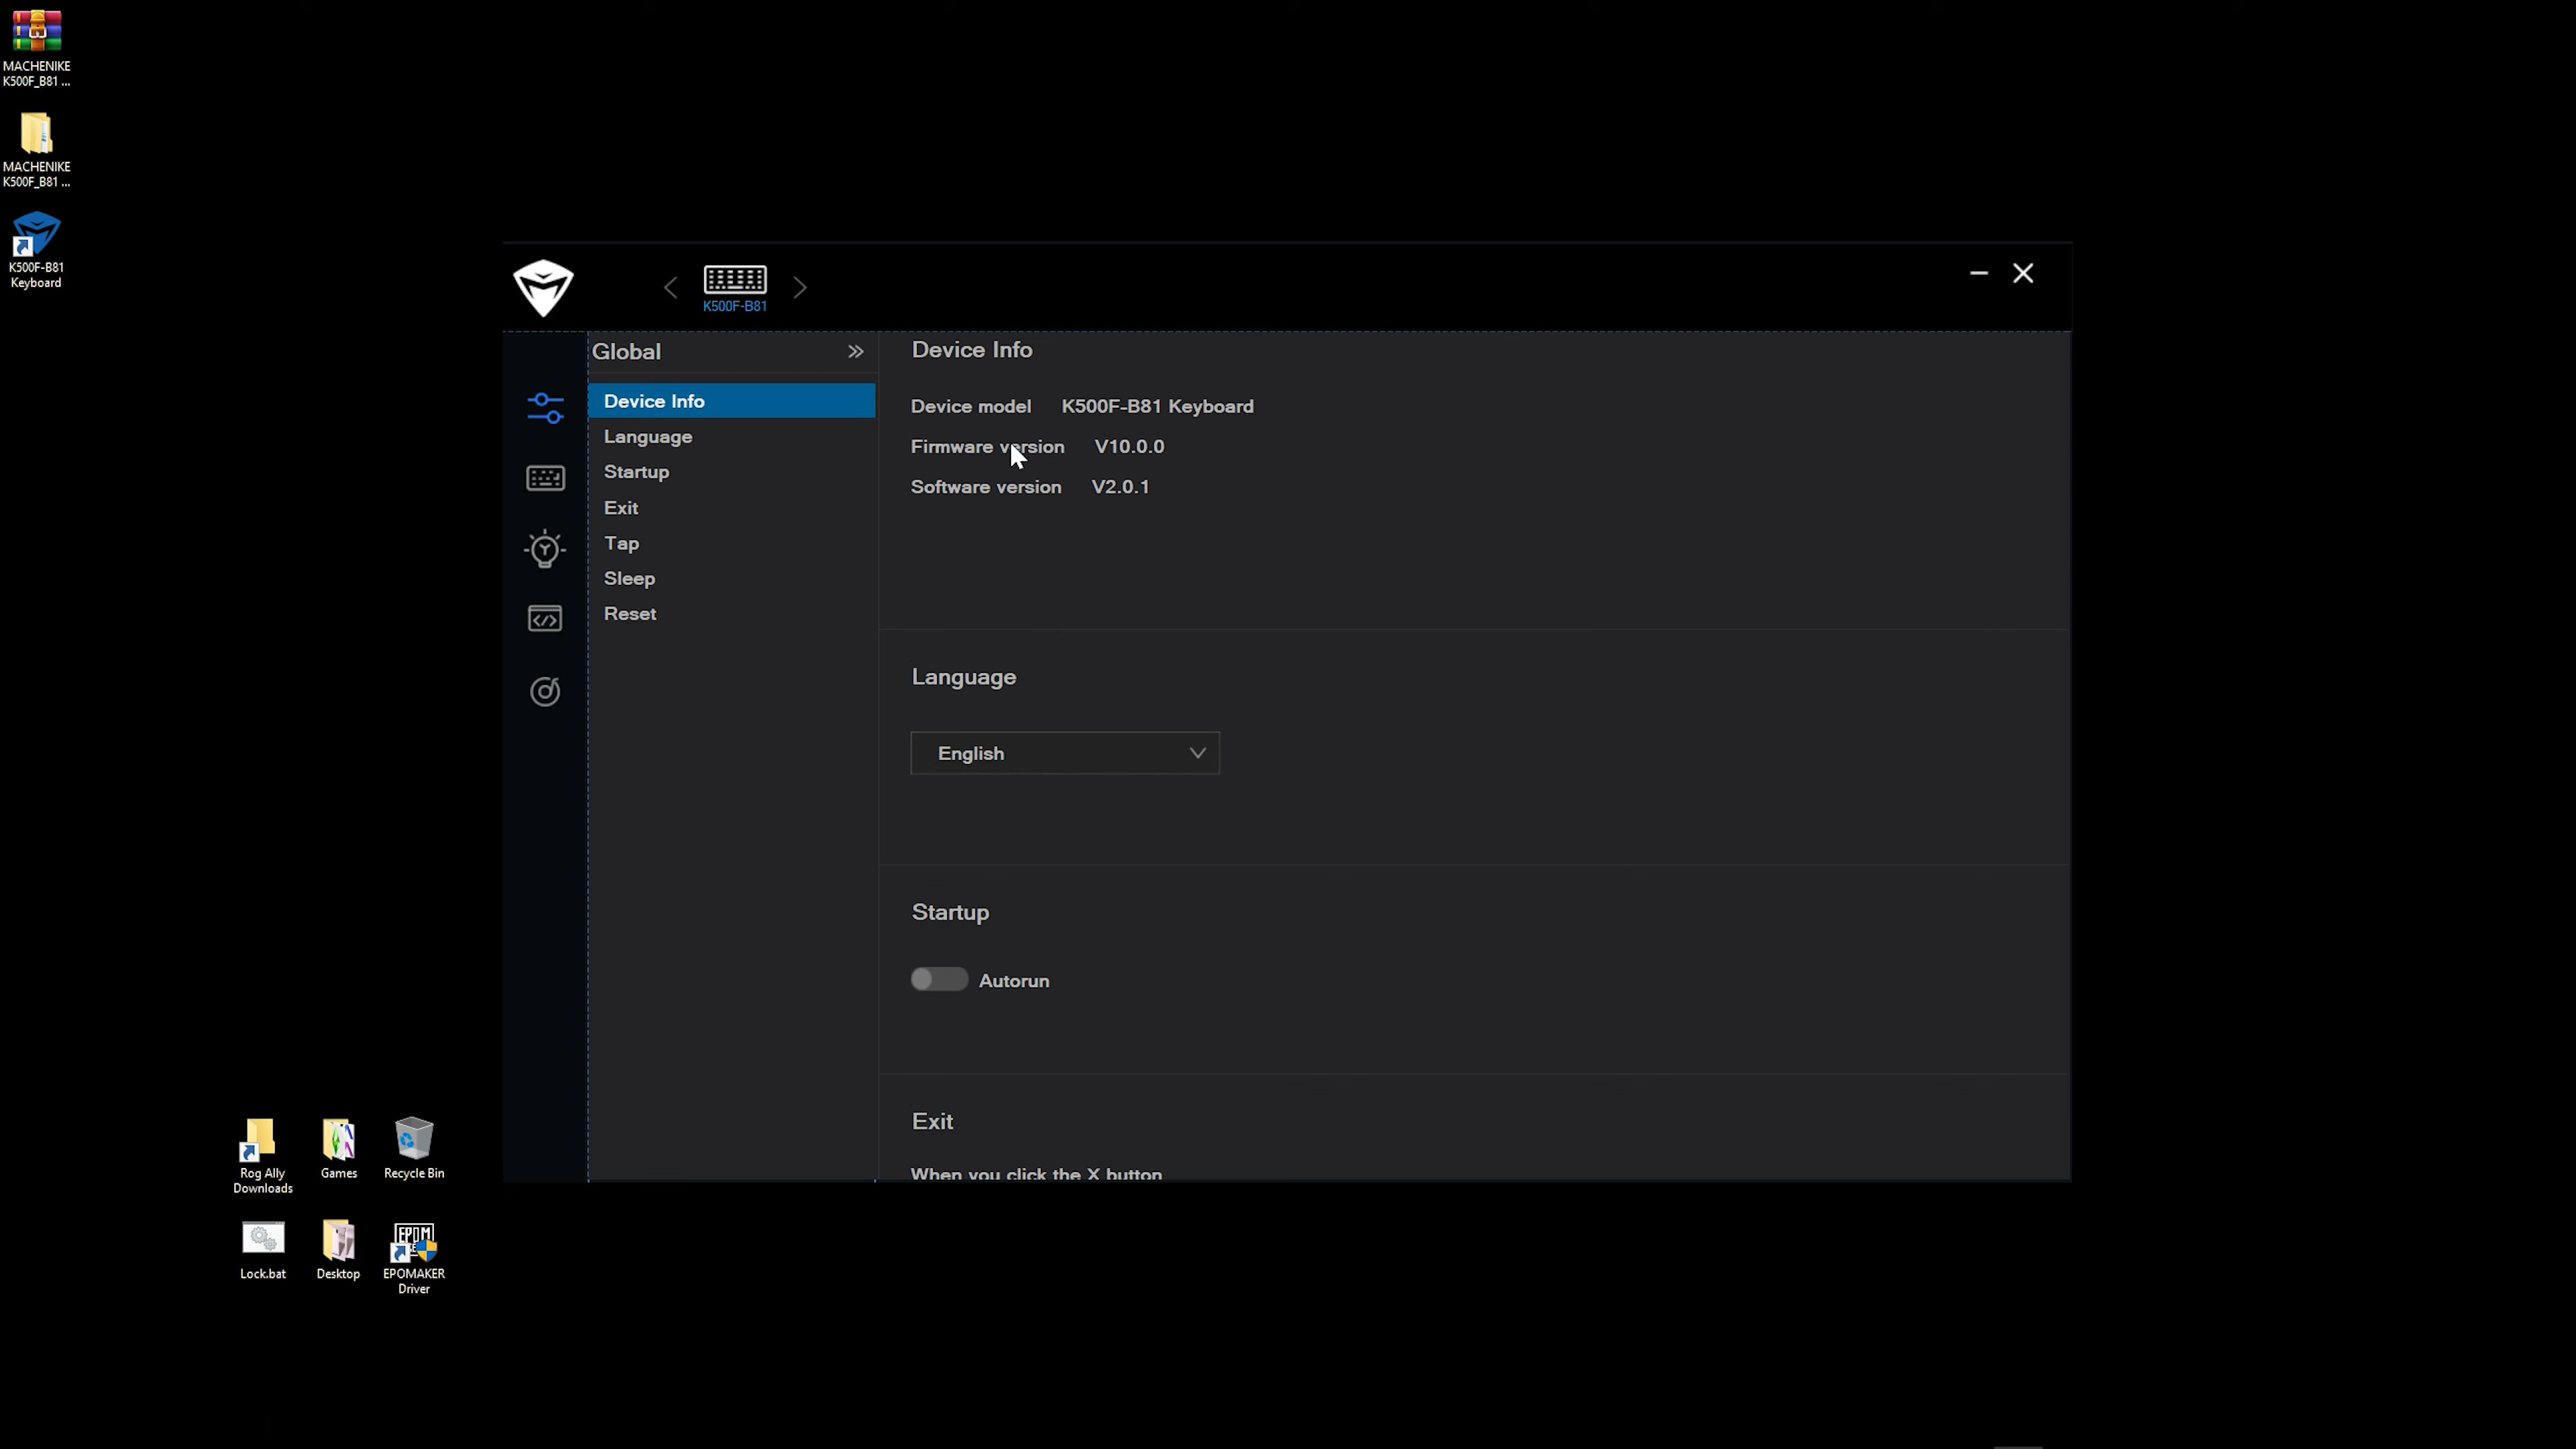 MACHENIKE
K500F_B81 ...
MACHENIKE
K500F_B81 ...
K500F-B81
Keyboard
K500F-B81
Global
Device Info
Language
Startup
Exit
Tap
Sleep
Reset
Device Info
Device model K500F-B81 Keyboard
Firmware version V10.0.0
Software version V2.0.1
Language
English
Startup
Autorun
Exit
When you click the X button
Rog Ally
Downloads
Games
Recycle Bin
Lock.bat
Desktop
EPOMAKER
Driver